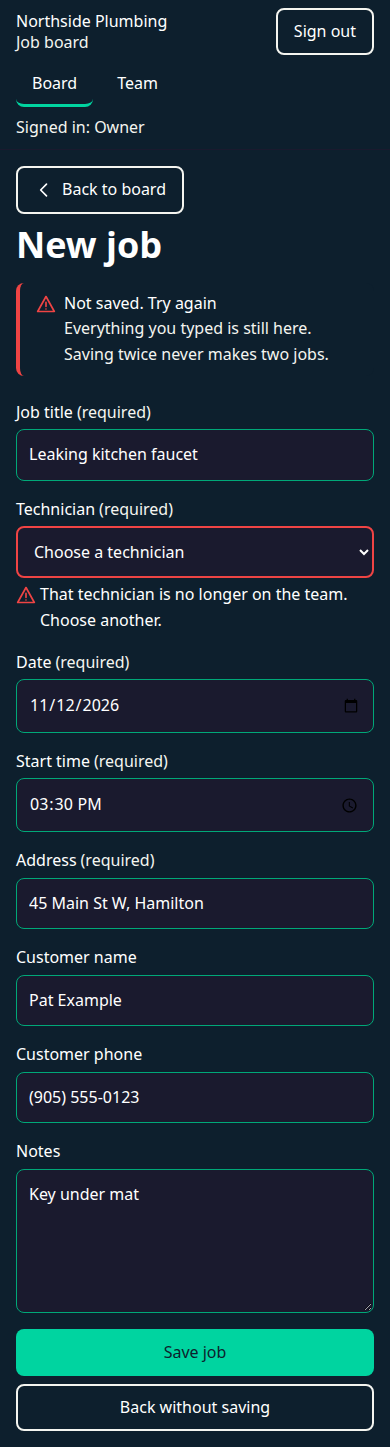 Northside Plumbing
Job board
Sign out
Board
Team
Signed in: Owner
Back to board
New job
Not saved. Try again
Everything you typed is still here.
Saving twice never makes two jobs.
Job title (required)
Leaking kitchen faucet
Technician (required)
Choose a technician
That technician is no longer on the team.
Choose another.
Date (required)
11/12/2026
Start time (required)
03:30 PM
Address (required)
45 Main St W, Hamilton
Customer name
Pat Example
Customer phone
(905) 555-0123
Notes
Key under mat
Save job
Back without saving